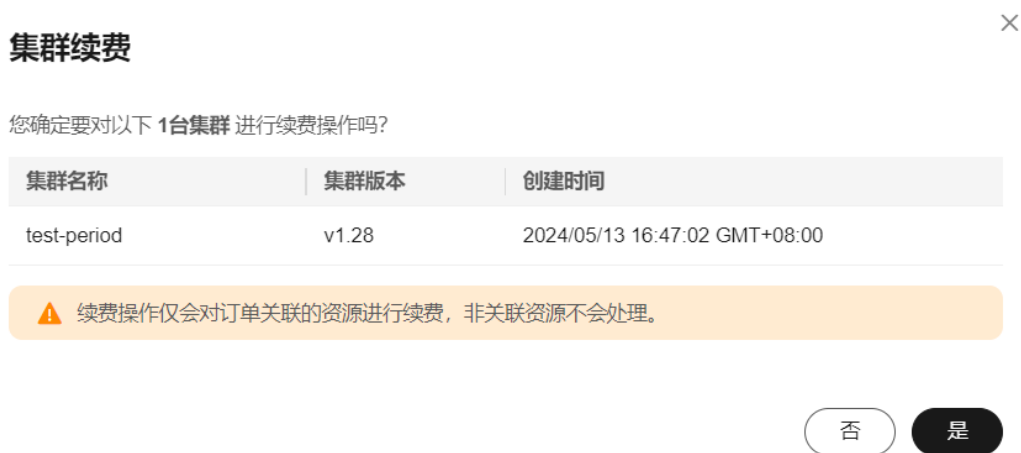 集群续费
您确定要对以下 1台集群 进行续费操作吗?
集群名称 集群版本 创建时间
test-period v1.28 2024/05/13 16:47:02 GMT+08:00
续费操作仅会对订单关联的资源进行续费，非关联资源不会处理。
否 是